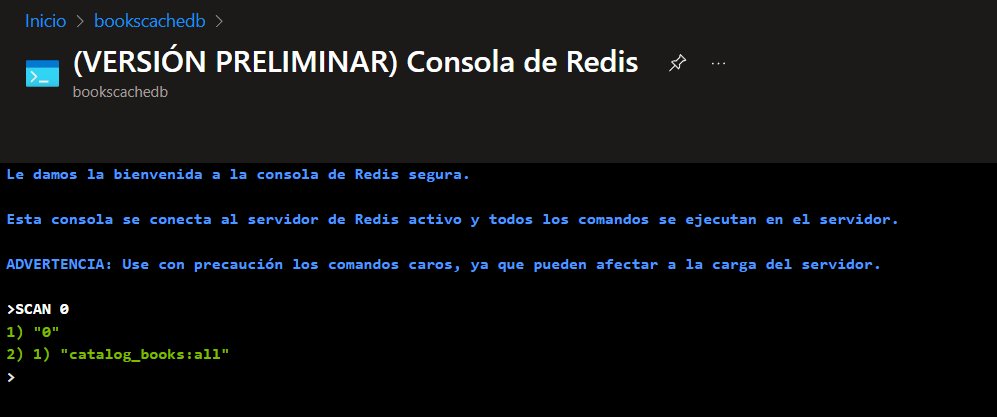 Inicio > bookscachedb >
(VERSIÓN PRELIMINAR) Consola de Redis ...
bookscachedb
Le damos la bienvenida a la consola de Redis segura.
Esta consola se conecta al servidor de Redis activo y todos los comandos se ejecutan en el servidor.
ADVERTENCIA: Use con precaución los comandos caros, ya que pueden afectar a la carga del servidor.
>SCAN 0
1) "0"
2) 1) "catalog_books:all"
>